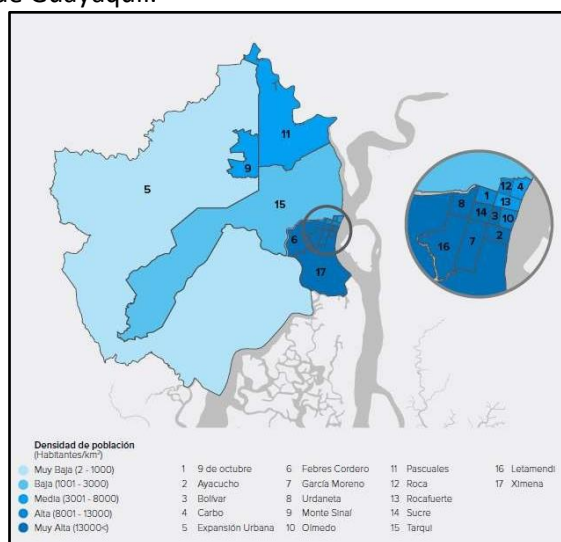 de Guayaquil
5
11
9
15
6
17
12
4
1
13
8
14
3
10
2
16
7
Densidad de población
(Habitantes/km²)
Muy Baja (2 - 1000)
Baja (1001 - 3000)
Media (3001 - 8000)
Alta (8001 - 13000)
Muy Alta (13000<)
1 9 de octubre
2 Ayacucho
3 Bolívar
4 Carbo
5 Expansión Urbana
6 Febres Cordero
7 García Moreno
8 Urdaneta
9 Monte Sinaí
10 Olmedo
11 Pascuales
12 Roca
13 Rocafuerte
14 Sucre
15 Tarqui
16 Letamendi
17 Ximena